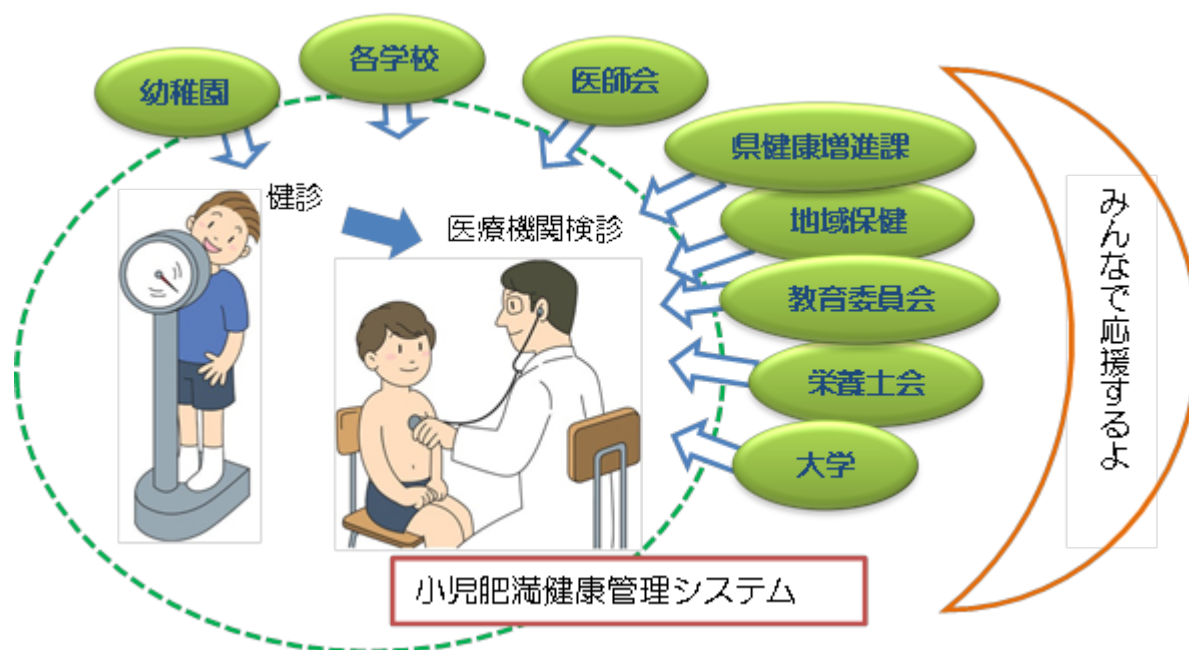 幼稚園
各学校
医師会
県健康増進課
地域保健
教育委員会
栄養士会
大学
健診
医療機関検診
みんなで応援するよ
小児肥満健康管理システム